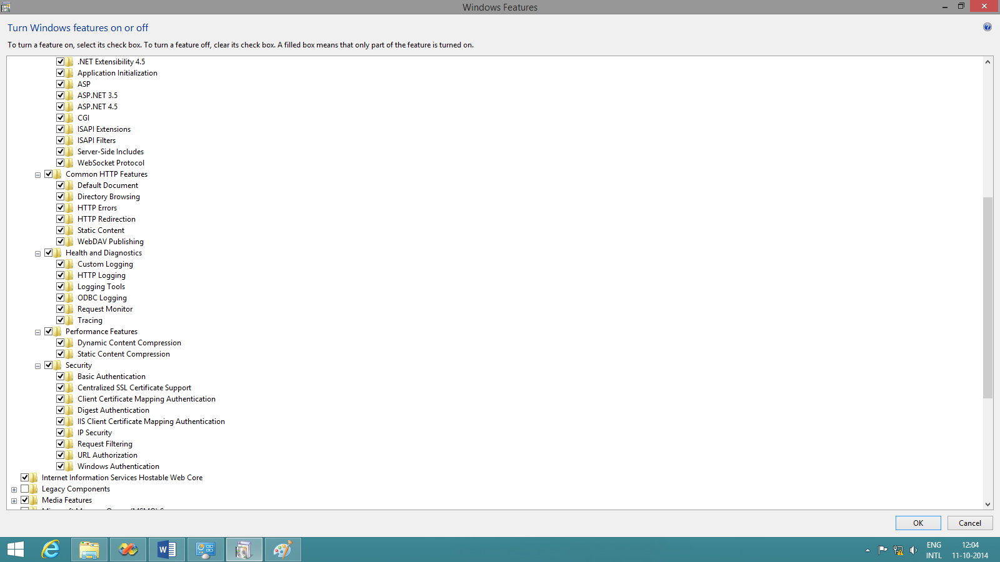 Windows Features
Turn Windows features on or off
To turn a feature on, select its check box. To turn a feature off, clear its check box. A filled box means that only part of the feature is turned on.
.NET Extensibility 4.5
Application Initialization
ASP
ASP.NET 3.5
ASP.NET 4.5
CGI
ISAPI Extensions
ISAPI Filters
Server-Side Includes
WebSocket Protocol
Common HTTP Features
Default Document
Directory Browsing
HTTP Errors
HTTP Redirection
Static Content
WebDAV Publishing
Health and Diagnostics
Custom Logging
HTTP Logging
Logging Tools
ODBC Logging
Request Monitor
Tracing
Performance Features
Dynamic Content Compression
Static Content Compression
Security
Basic Authentication
Centralized SSL Certificate Support
Client Certificate Mapping Authentication
Digest Authentication
IIS Client Certificate Mapping Authentication
IP Security
Request Filtering
URL Authorization
Windows Authentication
Internet Information Services Hostable Web Core
Legacy Components
Media Features
OK
Cancel
ENG
INTL
12:04
11-10-2014